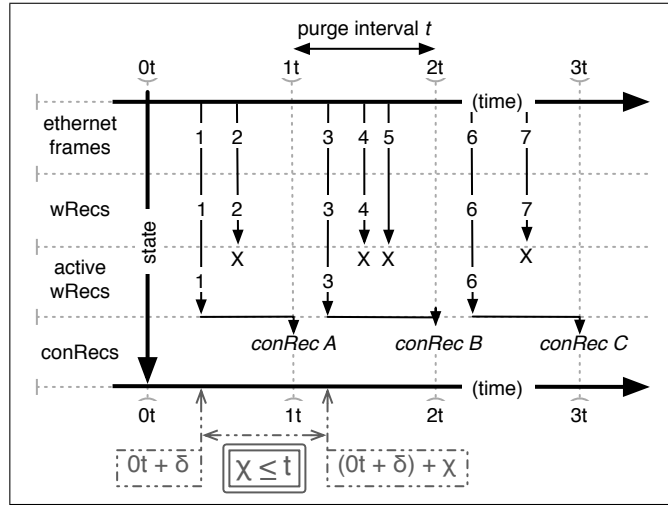 purge interval t
0t 1t 2t 3t
(time)
ethernet
frames
1 2 3 4 5 6 7
wRecs
1 2 3 4 6 7
state
X X X X
active
wRecs
1 3 6
conRecs
conRec A conRec B conRec C
(time)
0t 1t 2t 3t
0t + δ χ ≤ t (0t + δ) + χ